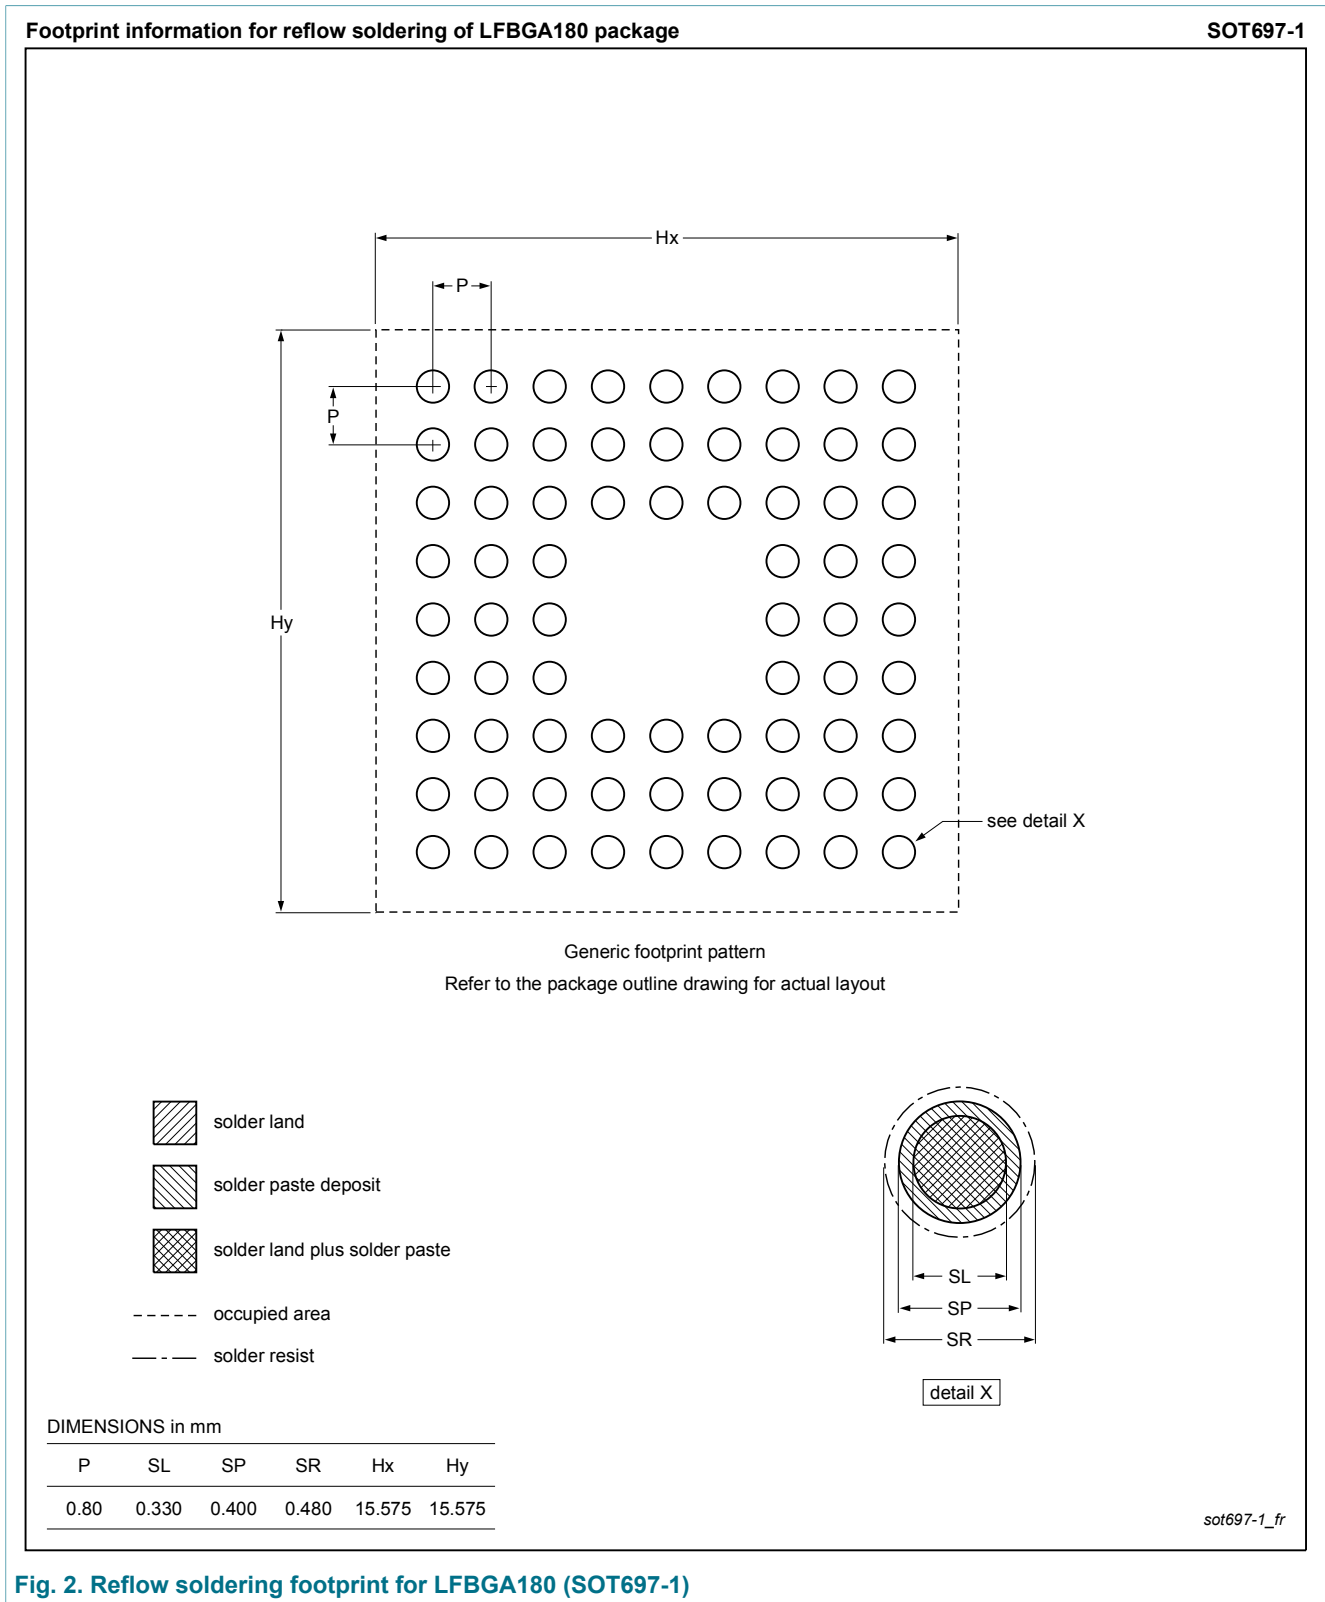 Footprint information for reflow soldering of LFBGA180 package SOT697-1
Hx
P
P
Hy
see detail X
Generic footprint pattern
Refer to the package outline drawing for actual layout
solder land
solder paste deposit
solder land plus solder paste
occupied area
solder resist
SL
SP
SR
detail X
DIMENSIONS in mm
P SL SP SR Hx Hy
0.80 0.330 0.400 0.480 15.575 15.575
sot697-1_fr
Fig. 2. Reflow soldering footprint for LFBGA180 (SOT697-1)